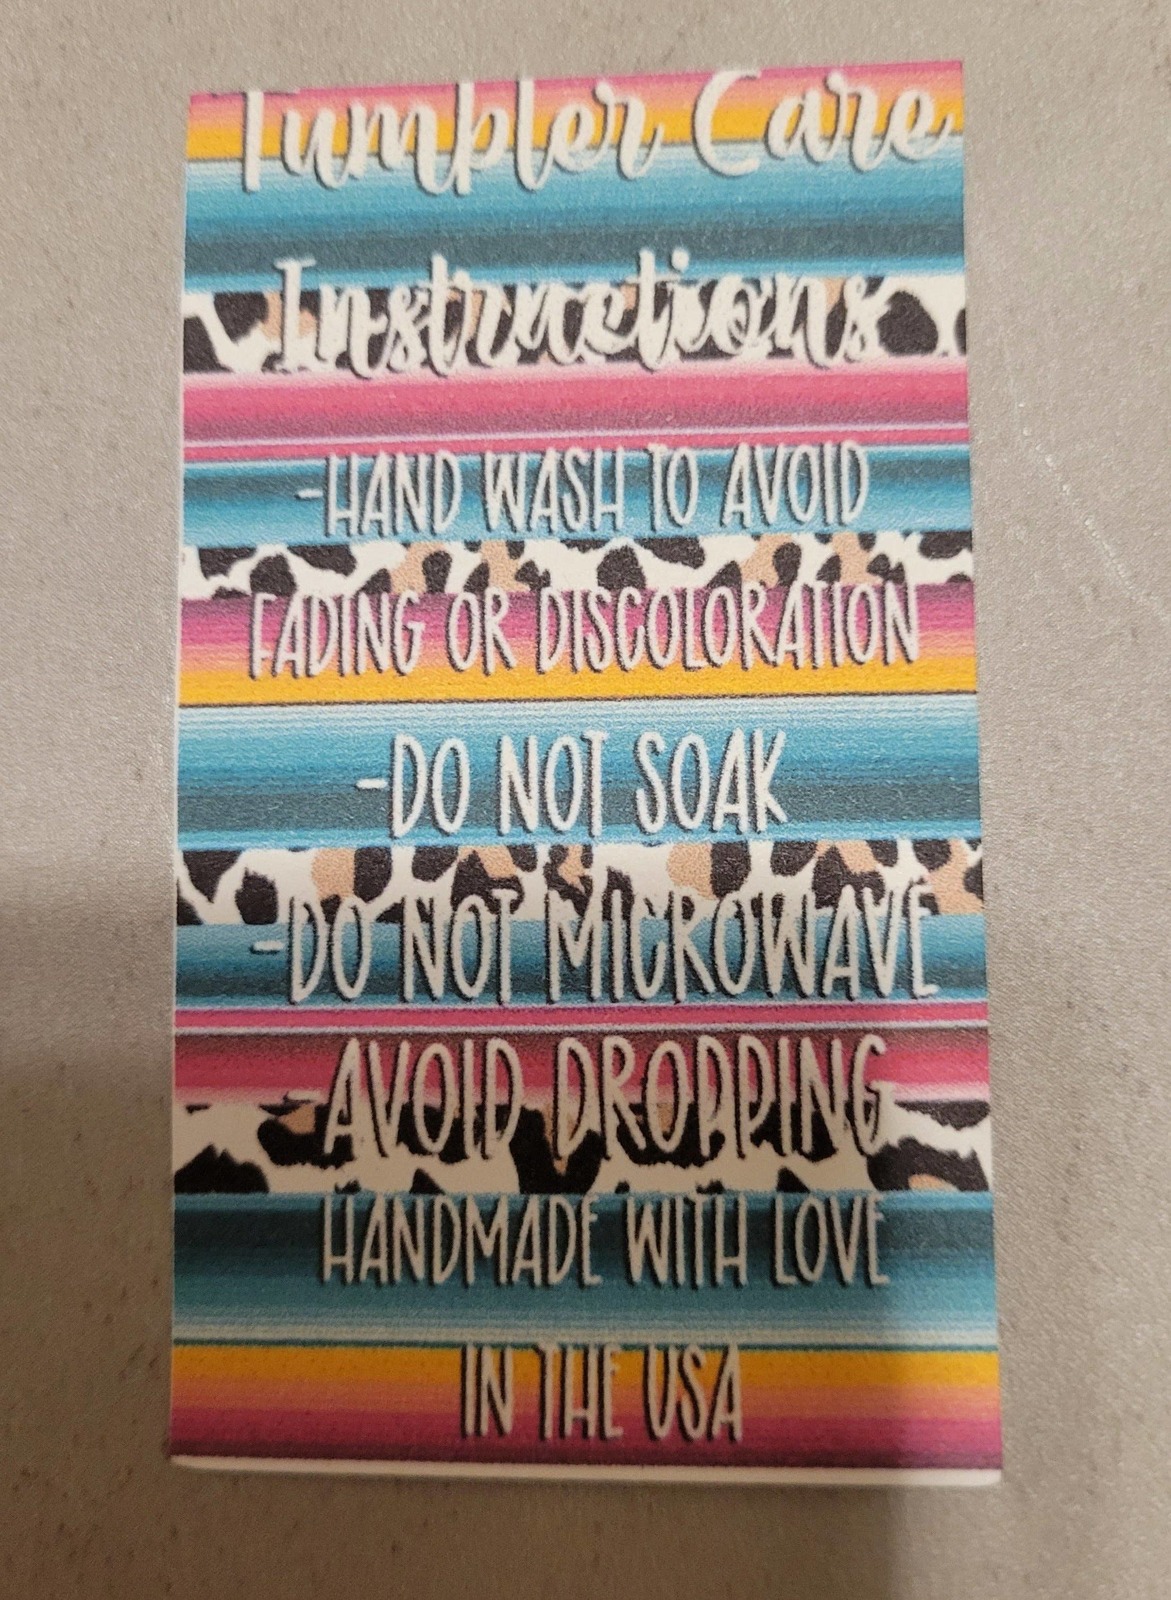 Tumbler Care
Instructions
-HAND WASH TO AVOID
FADING OR DISCOLORATION
-DO NOT SOAK
-DO NOT MICROWAVE
-AVOID DROPPING
HANDMADE WITH LOVE
IN THE USA